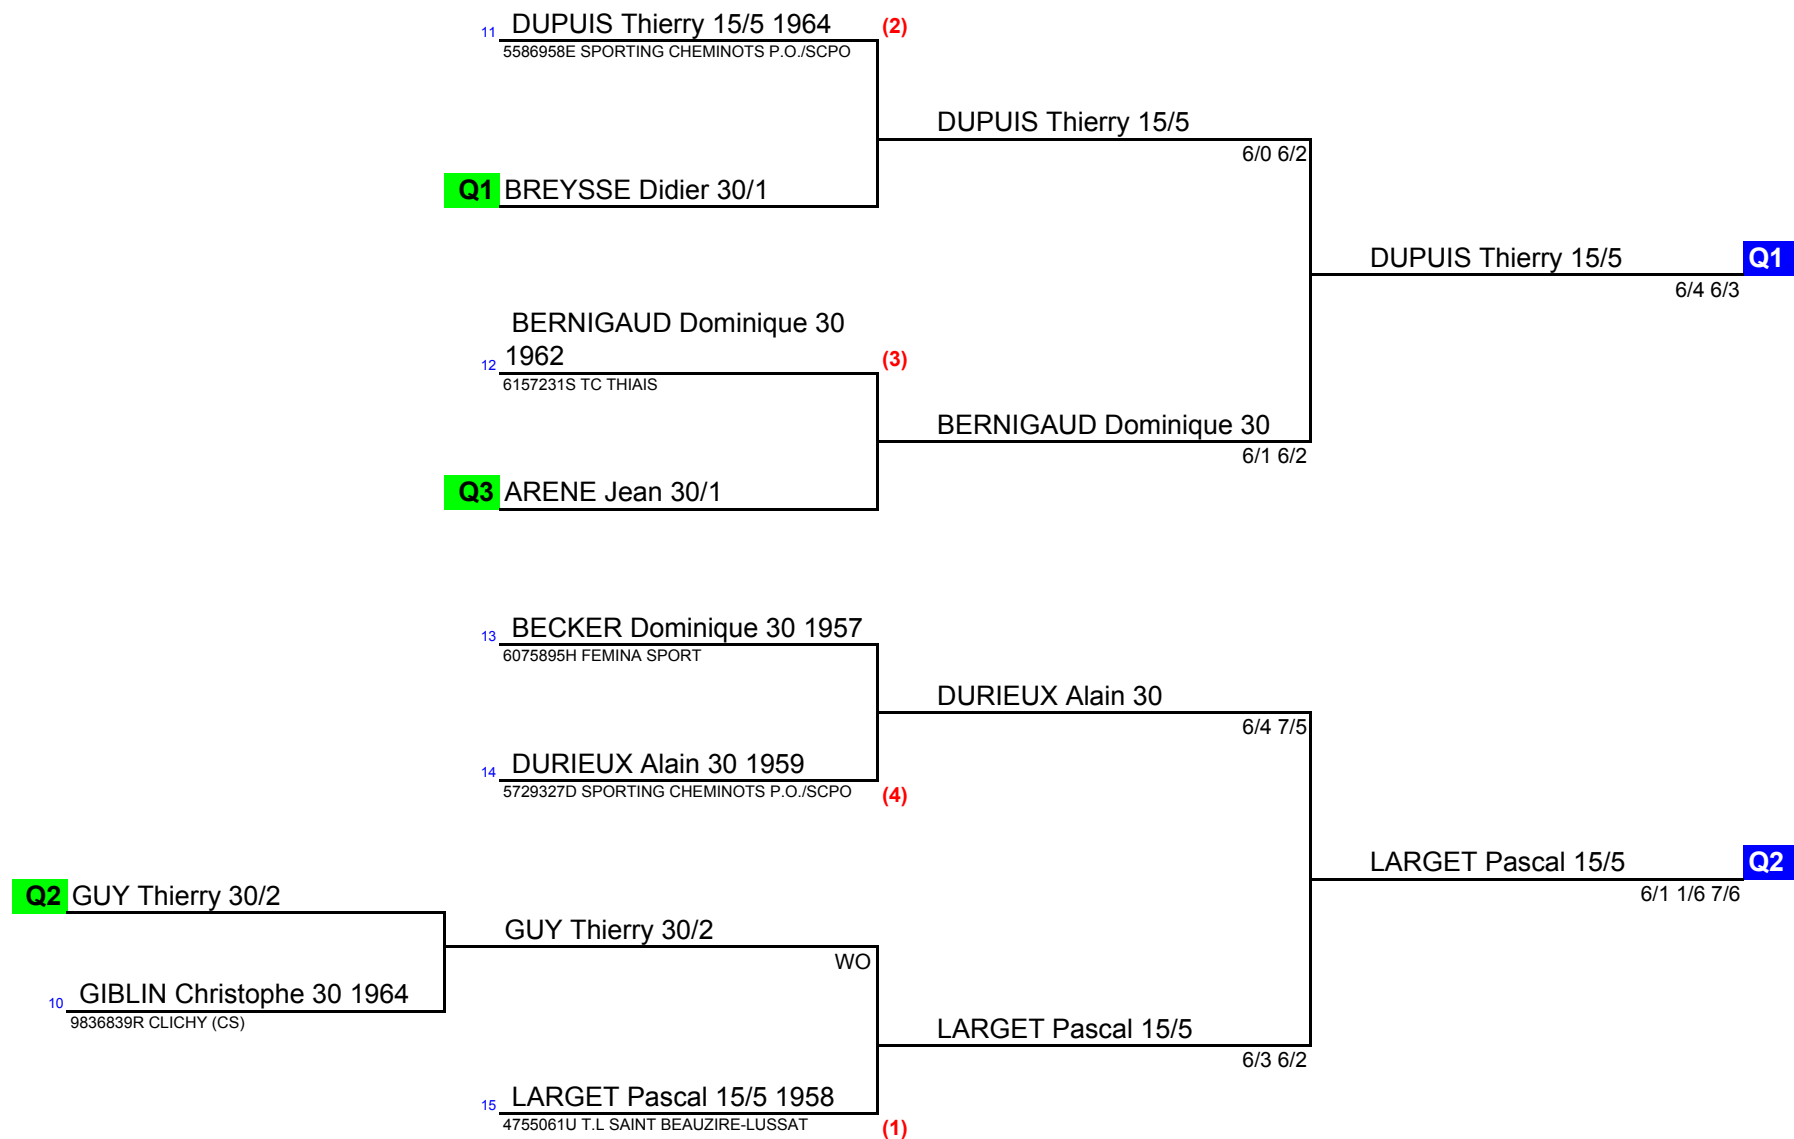 11 DUPUIS Thierry 15/5 1964 (2)
5586958E SPORTING CHEMINOTS P.O./SCPO
DUPUIS Thierry 15/5
6/0 6/2
Q1 BREYSSE Didier 30/1
DUPUIS Thierry 15/5 Q1
6/4 6/3
BERNIGAUD Dominique 30
12 1962 (3)
6157231S TC THIAIS
BERNIGAUD Dominique 30
6/1 6/2
Q3 ARENE Jean 30/1
13 BECKER Dominique 30 1957
6075895H FEMINA SPORT
DURIEUX Alain 30
6/4 7/5
14 DURIEUX Alain 30 1959
5729327D SPORTING CHEMINOTS P.O./SCPO (4)
LARGET Pascal 15/5 Q2
6/1 1/6 7/6
Q2 GUY Thierry 30/2
GUY Thierry 30/2
WO
10 GIBLIN Christophe 30 1964
9836839R CLICHY (CS)
LARGET Pascal 15/5
6/3 6/2
15 LARGET Pascal 15/5 1958
4755061U T.L SAINT BEAUZIRE-LUSSAT (1)